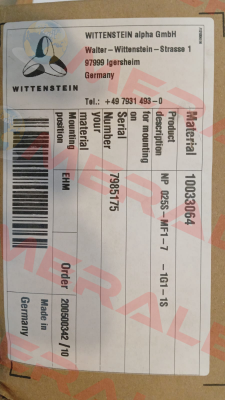 WITTENSTEIN
WITTENSTEIN alpha GmbH
Walter-Wittenstein-Strasse 1
97999 Igersheim
Germany
Tel.: +49 7931 493-0
Material 10033064
Product
description NP 025S-MF1-7 -1G1-1S
for mounting
on
Serial
Number 7985175
your
material
Mounting
position EHM
Order 200500342 /10
Made in
Germany